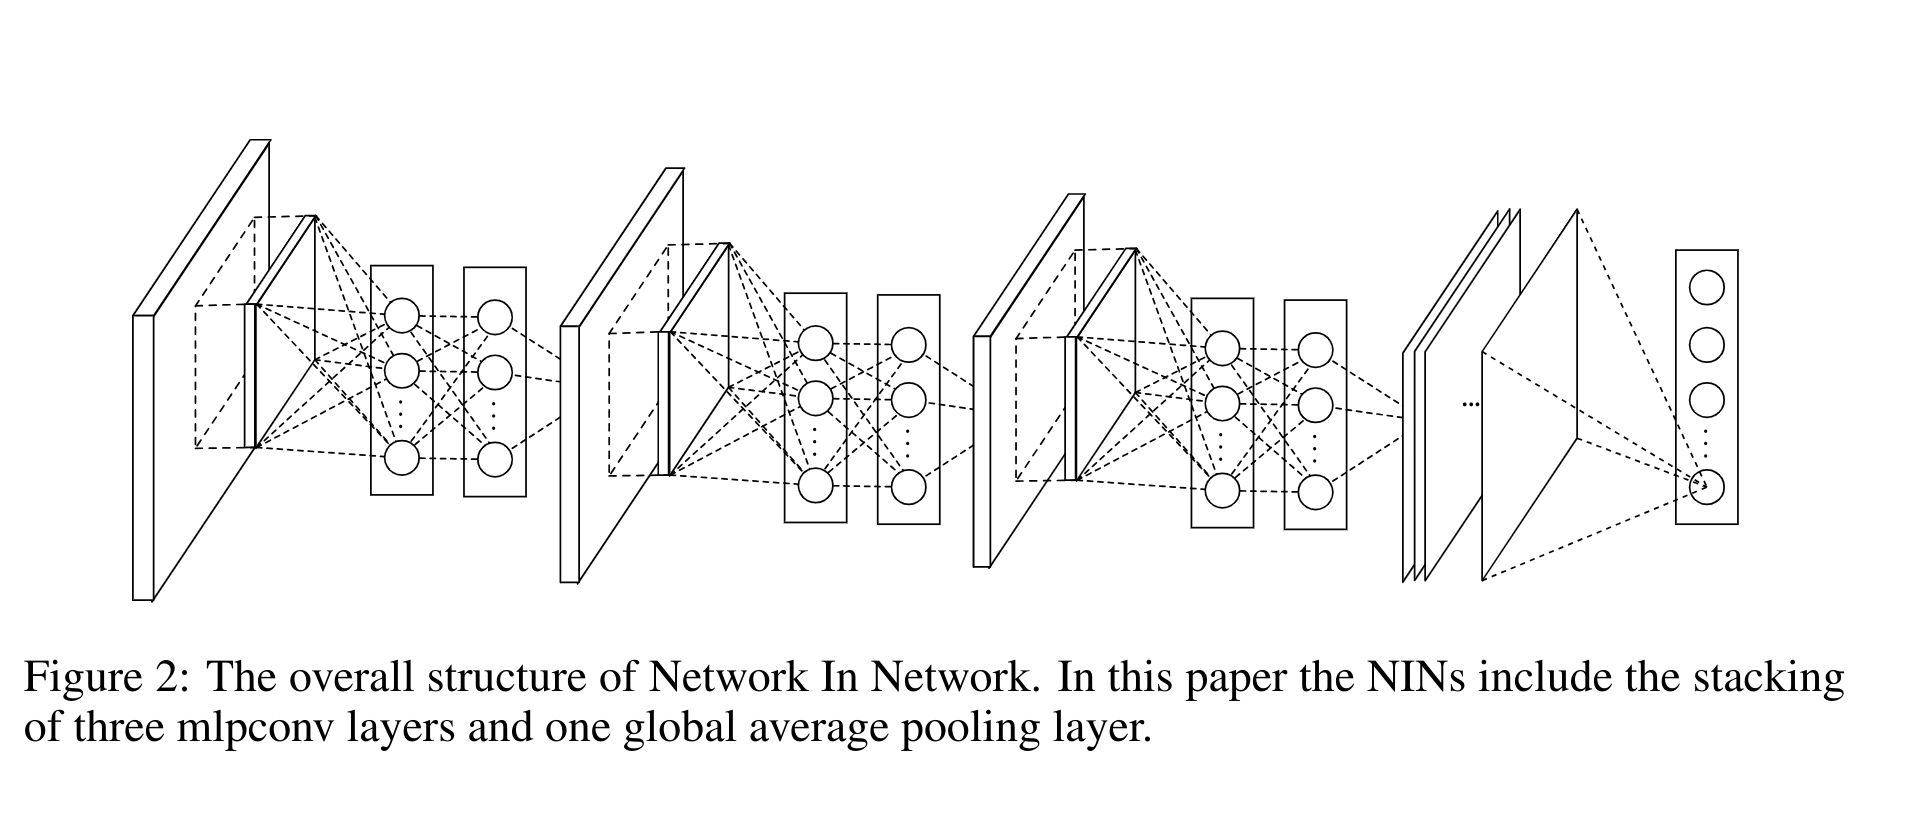 ...
Figure 2: The overall structure of Network In Network. In this paper the NINs include the stacking
of three mlpconv layers and one global average pooling layer.